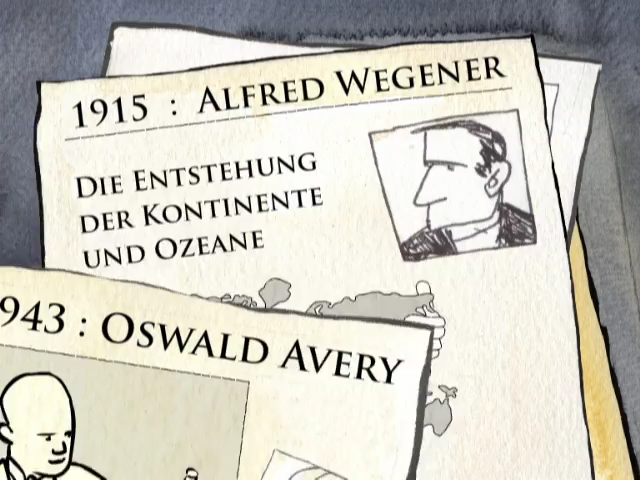 1915 : ALFRED WEGENER
DIE ENTSTEHUNG
DER KONTINENTE
UND OZEANE
943 : OSWALD AVERY